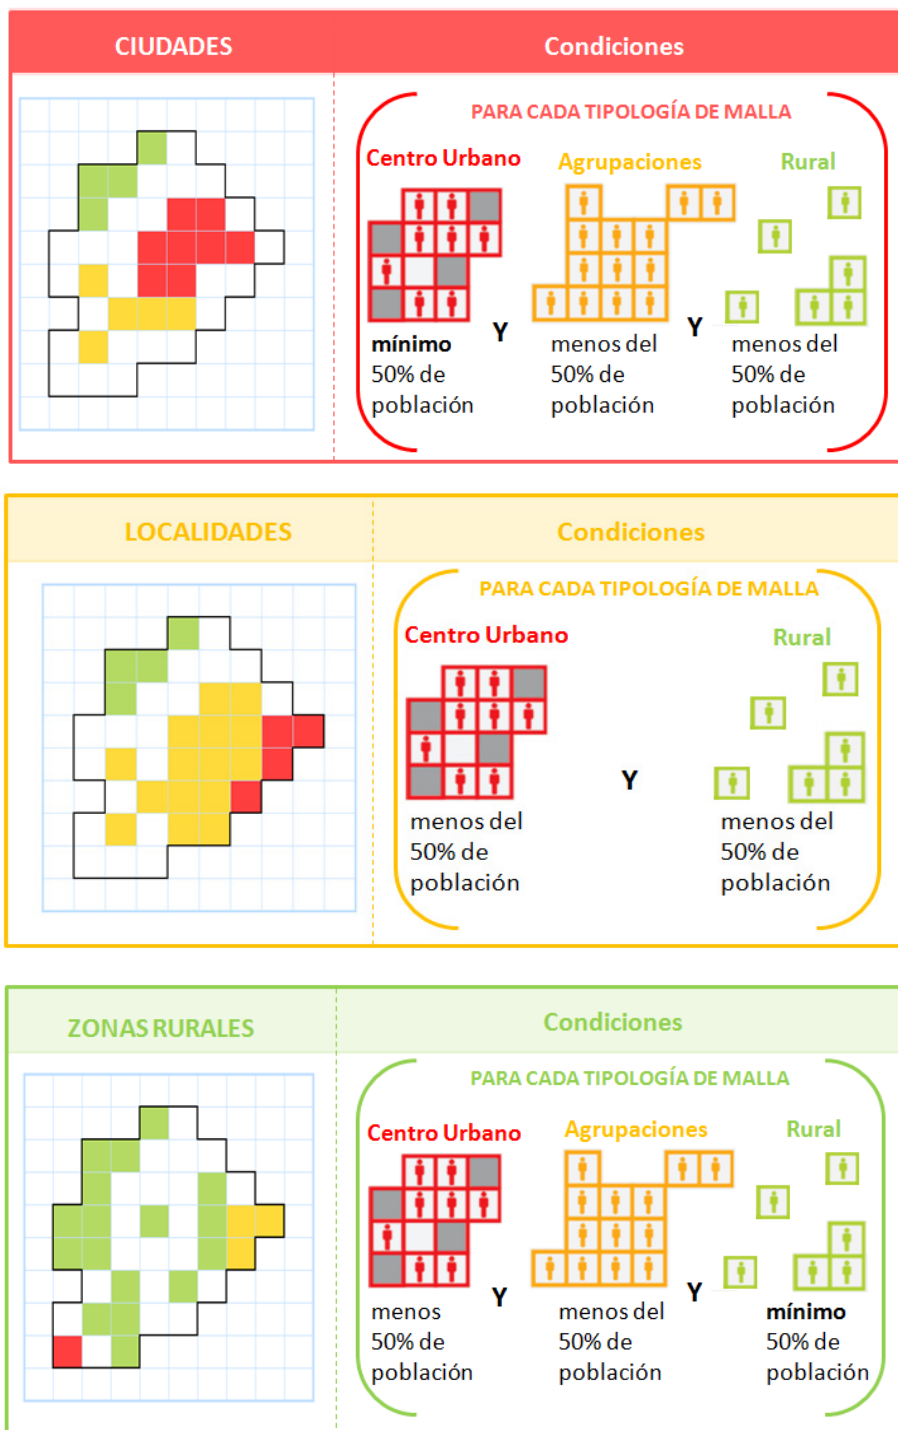 CIUDADES
Condiciones
PARA CADA TIPOLOGÍA DE MALLA
Centro Urbano
Agrupaciones
Rural
mínimo
50% de
población
Y
menos del
50% de
población
Y
menos del
50% de
población
LOCALIDADES
Condiciones
PARA CADA TIPOLOGÍA DE MALLA
Centro Urbano
Rural
menos del
50% de
población
Y
menos del
50% de
población
ZONAS RURALES
Condiciones
PARA CADA TIPOLOGÍA DE MALLA
Centro Urbano
Agrupaciones
Rural
menos
50% de
población
Y
menos del
50% de
población
Y
mínimo
50% de
población